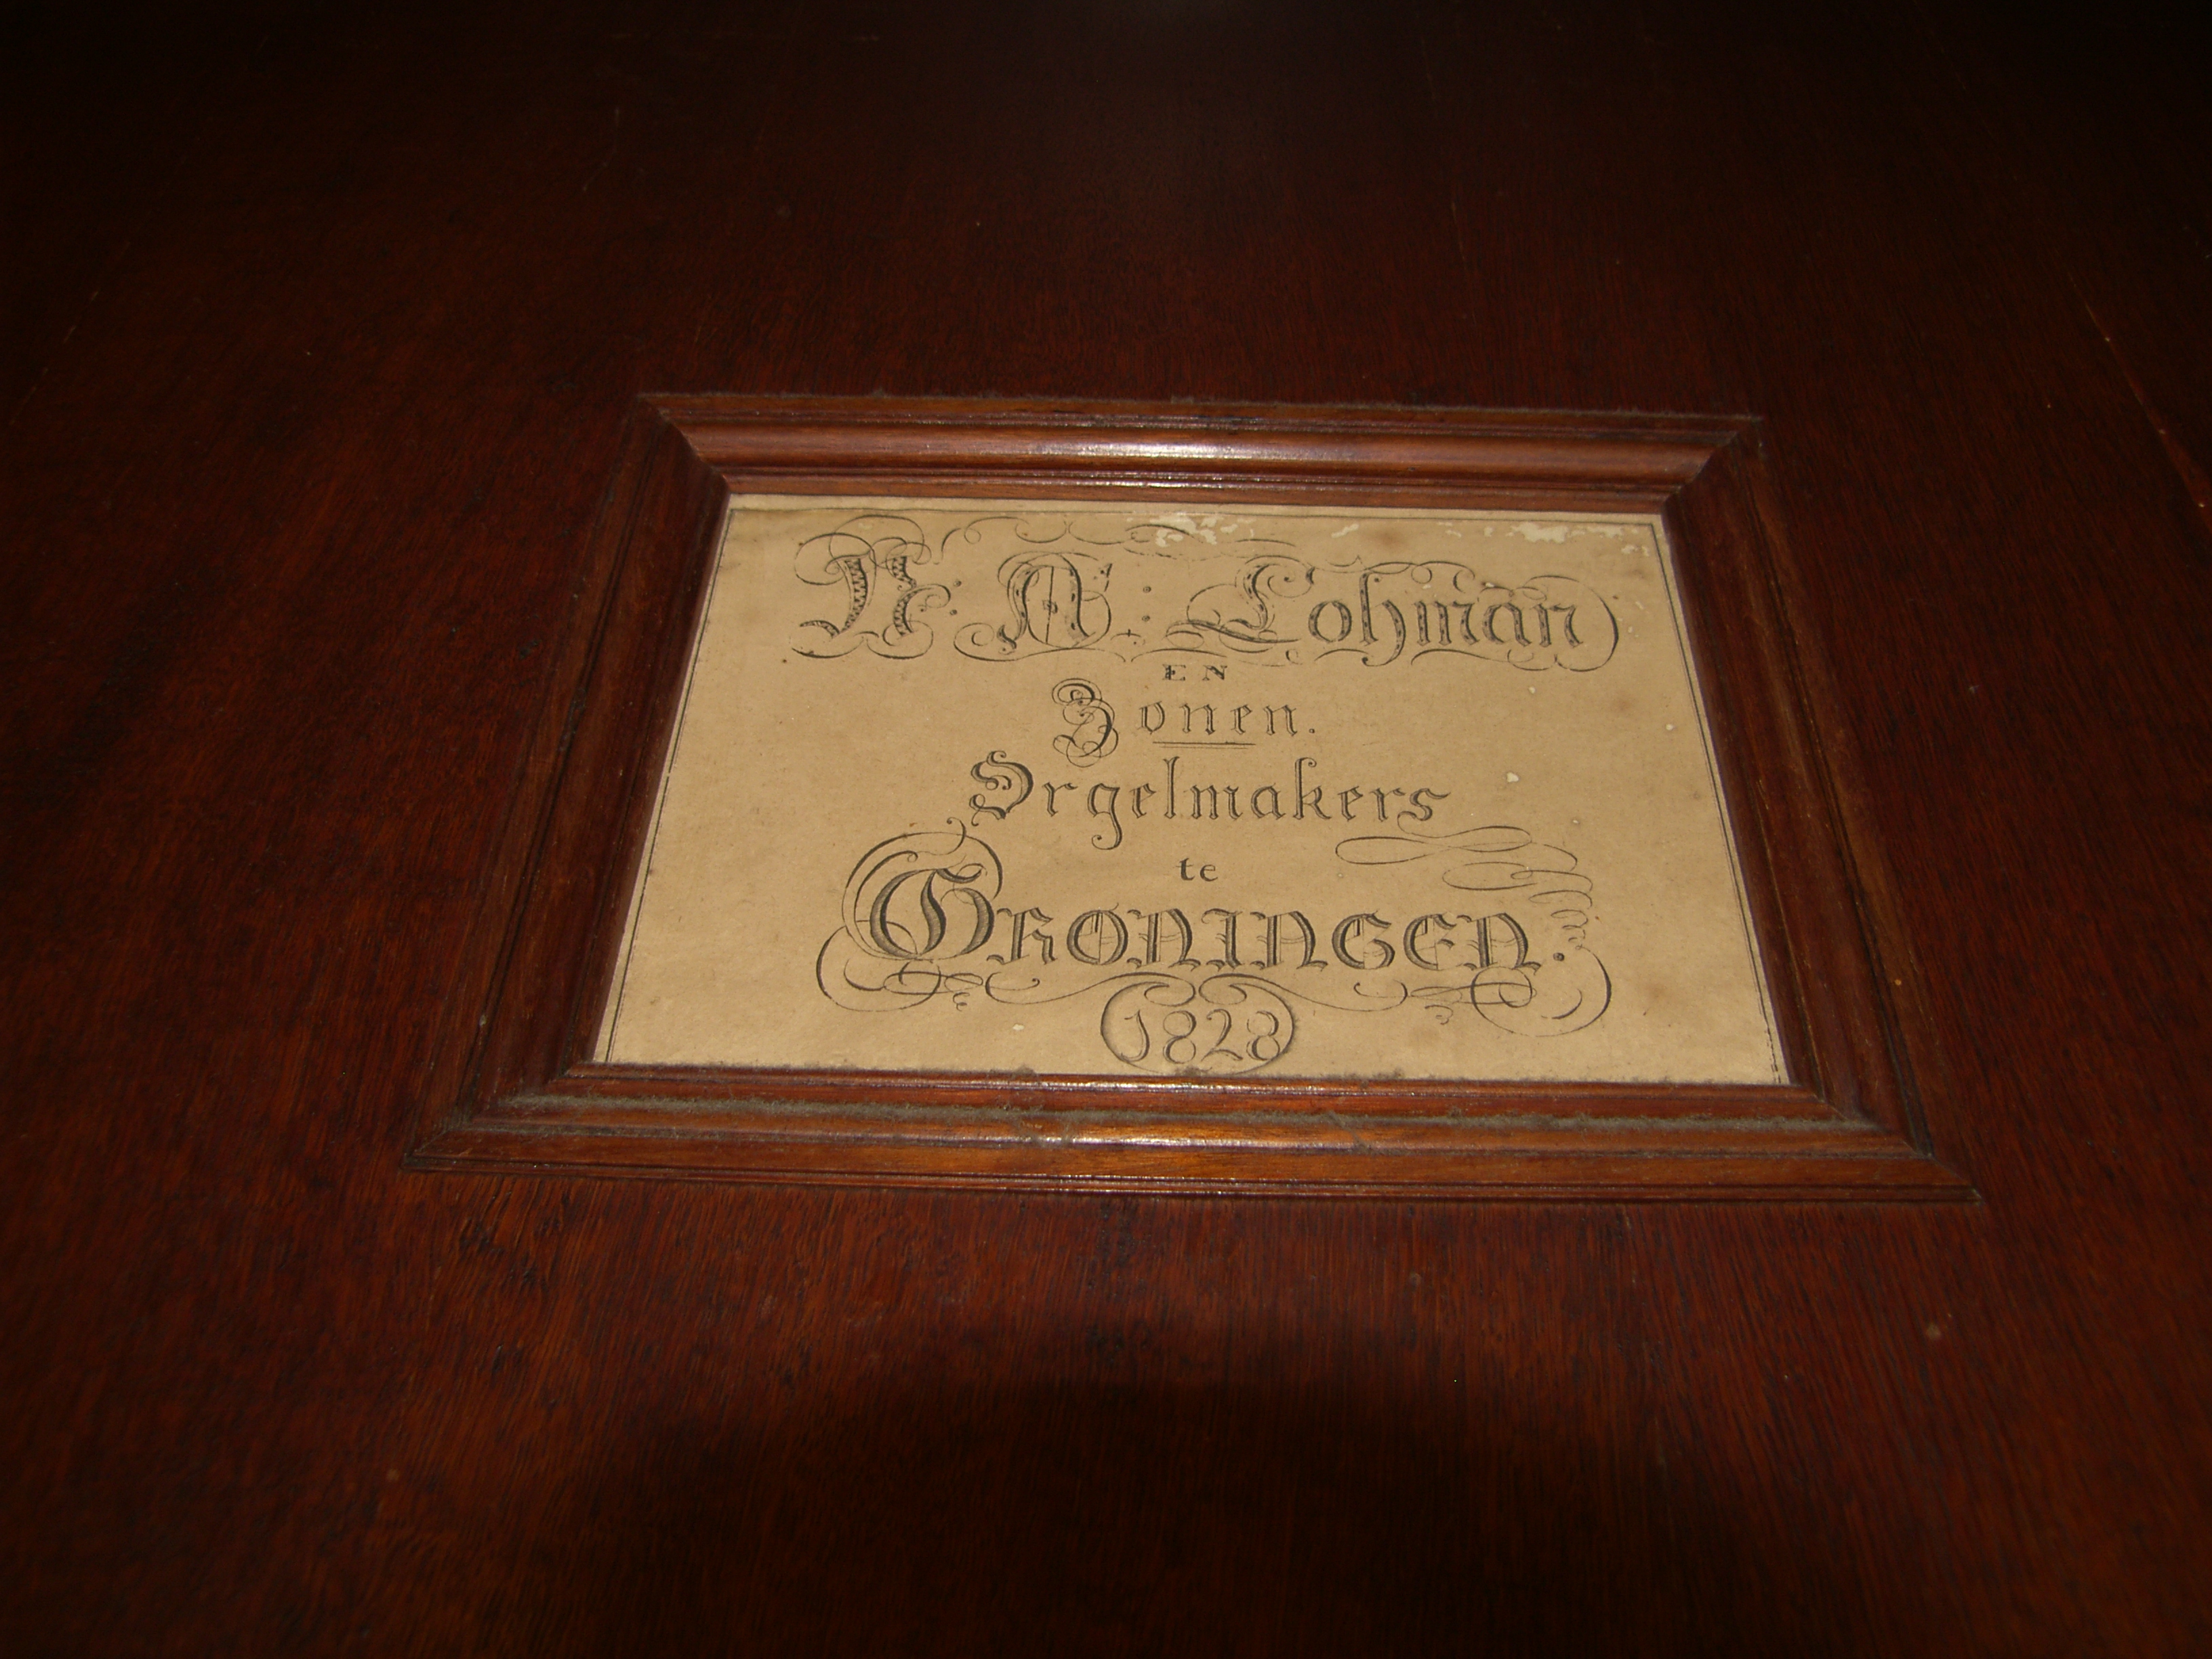 N. A. Lohman
EN
Zonen.
Orgelmakers
te
GRONINGEN.
1828